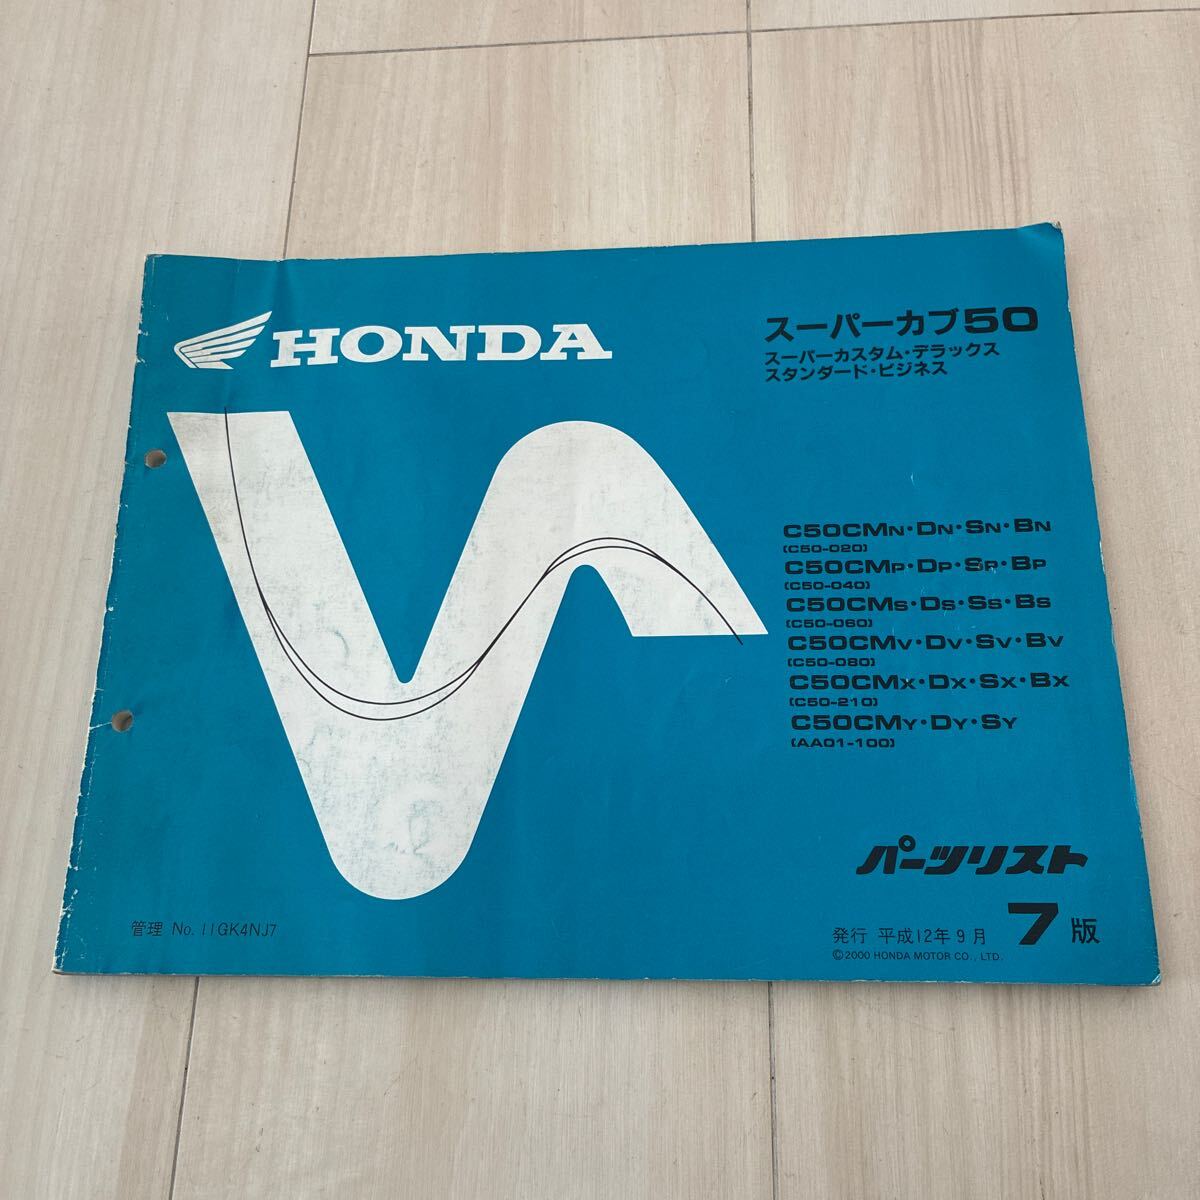 HONDA
スーパーカブ50
スーパーカスタム・デラックス
スタンダード・ビジネス
C50CMN・DN・SN・BN
(C50-020)
C50CMP・DP・SP・BP
(C50-040)
C50CMS・DS・SS・BS
(C50-060)
C50CMV・DV・SV・BV
(C50-080)
C50CMX・DX・SX・BX
(C50-210)
C50CMY・DY・SY
(AA01-100)
パーツリスト
7版
管理 No. 11GK4NJ7
発行 平成12年9月
©2000 HONDA MOTOR CO., LTD.